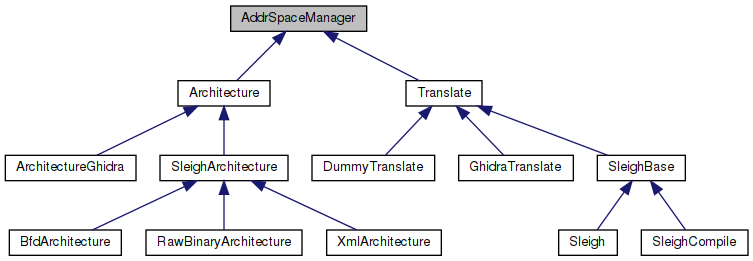 AddrSpaceManager
Architecture Translate
ArchitectureGhidra SleighArchitecture DummyTranslate GhidraTranslate SleighBase
BfdArchitecture RawBinaryArchitecture XmlArchitecture Sleigh SleighCompile